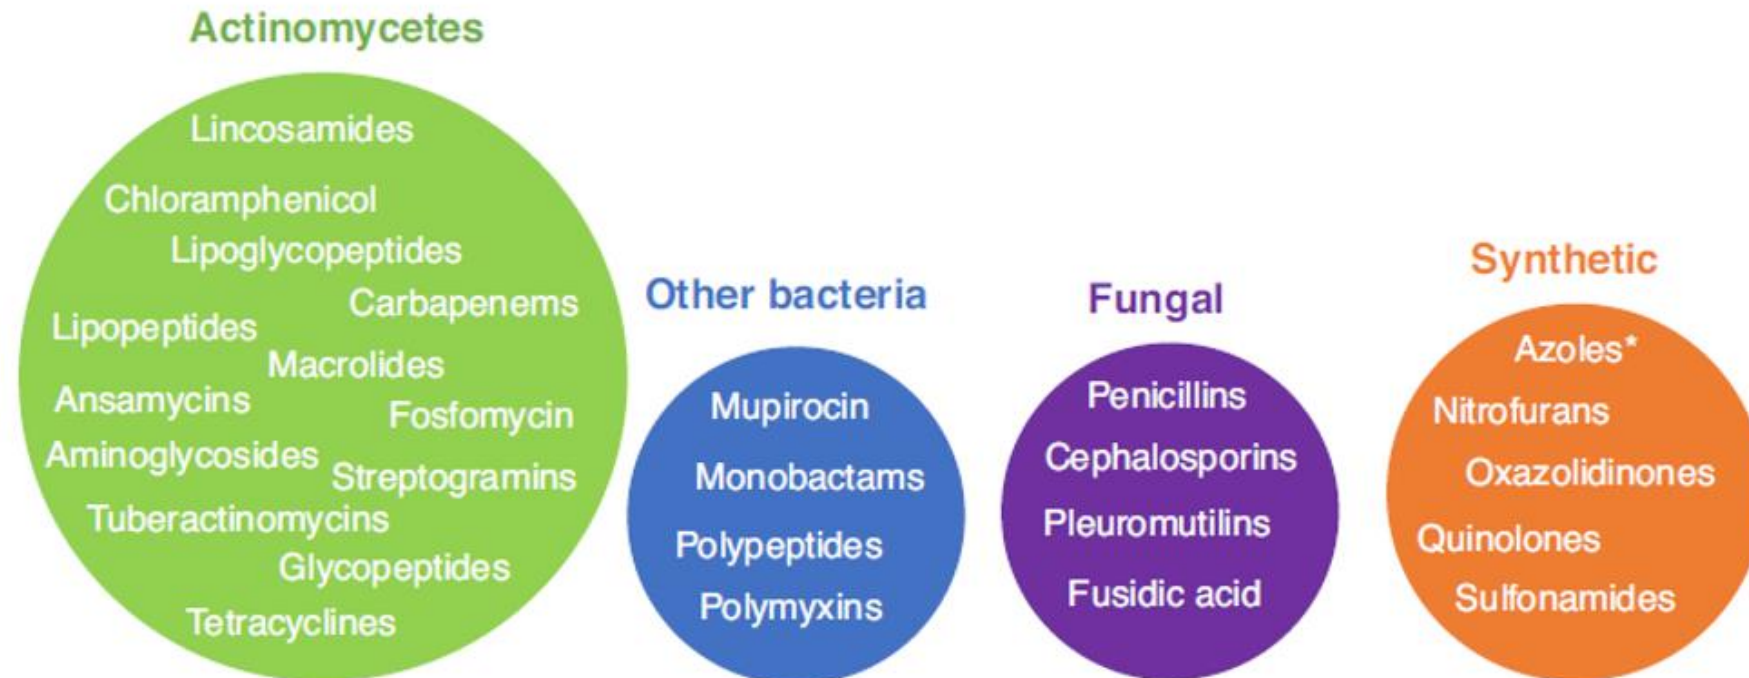 Actinomycetes
Lincosamides
Chloramphenicol
Lipoglycopeptides
Carbapenems
Lipopeptides
Macrolides
Ansamycins
Fosfomycin
Aminoglycosides
Streptogramins
Tuberactinomycins
Glycopeptides
Tetracyclines
Other bacteria
Mupirocin
Monobactams
Polypeptides
Polymyxins
Fungal
Penicillins
Cephalosporins
Pleuromutilins
Fusidic acid
Synthetic
Azoles*
Nitrofurans
Oxazolidinones
Quinolones
Sulfonamides